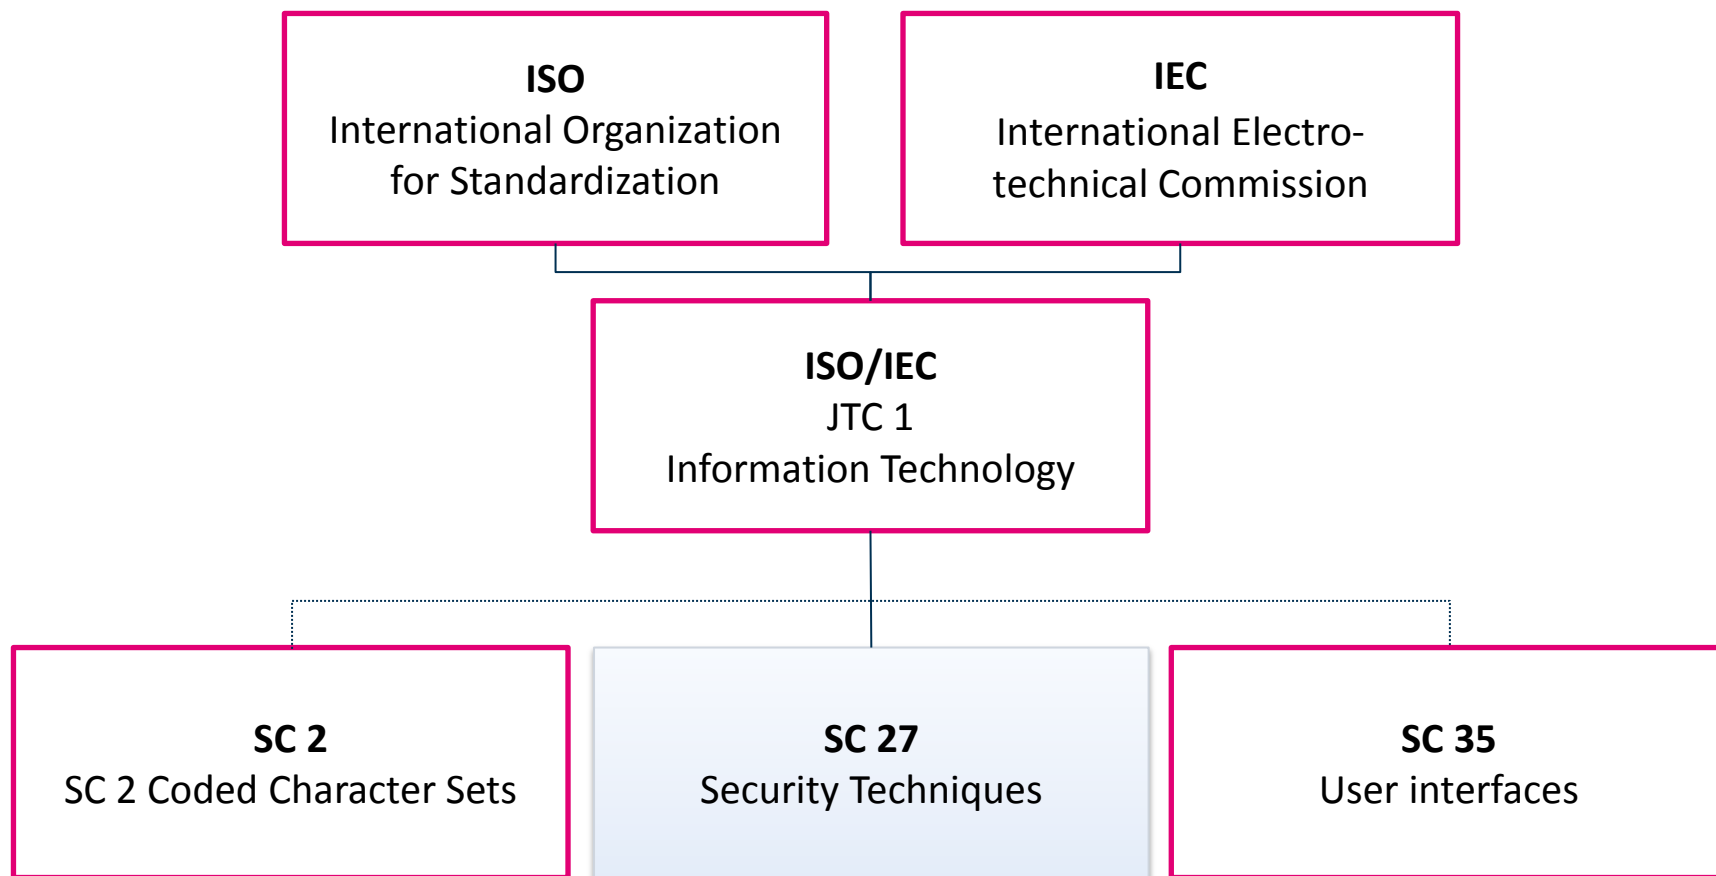 ISO
International Organization
for Standardization
IEC
International Electro-
technical Commission
ISO/IEC
JTC 1
Information Technology
SC 2
SC 2 Coded Character Sets
SC 27
Security Techniques
SC 35
User interfaces